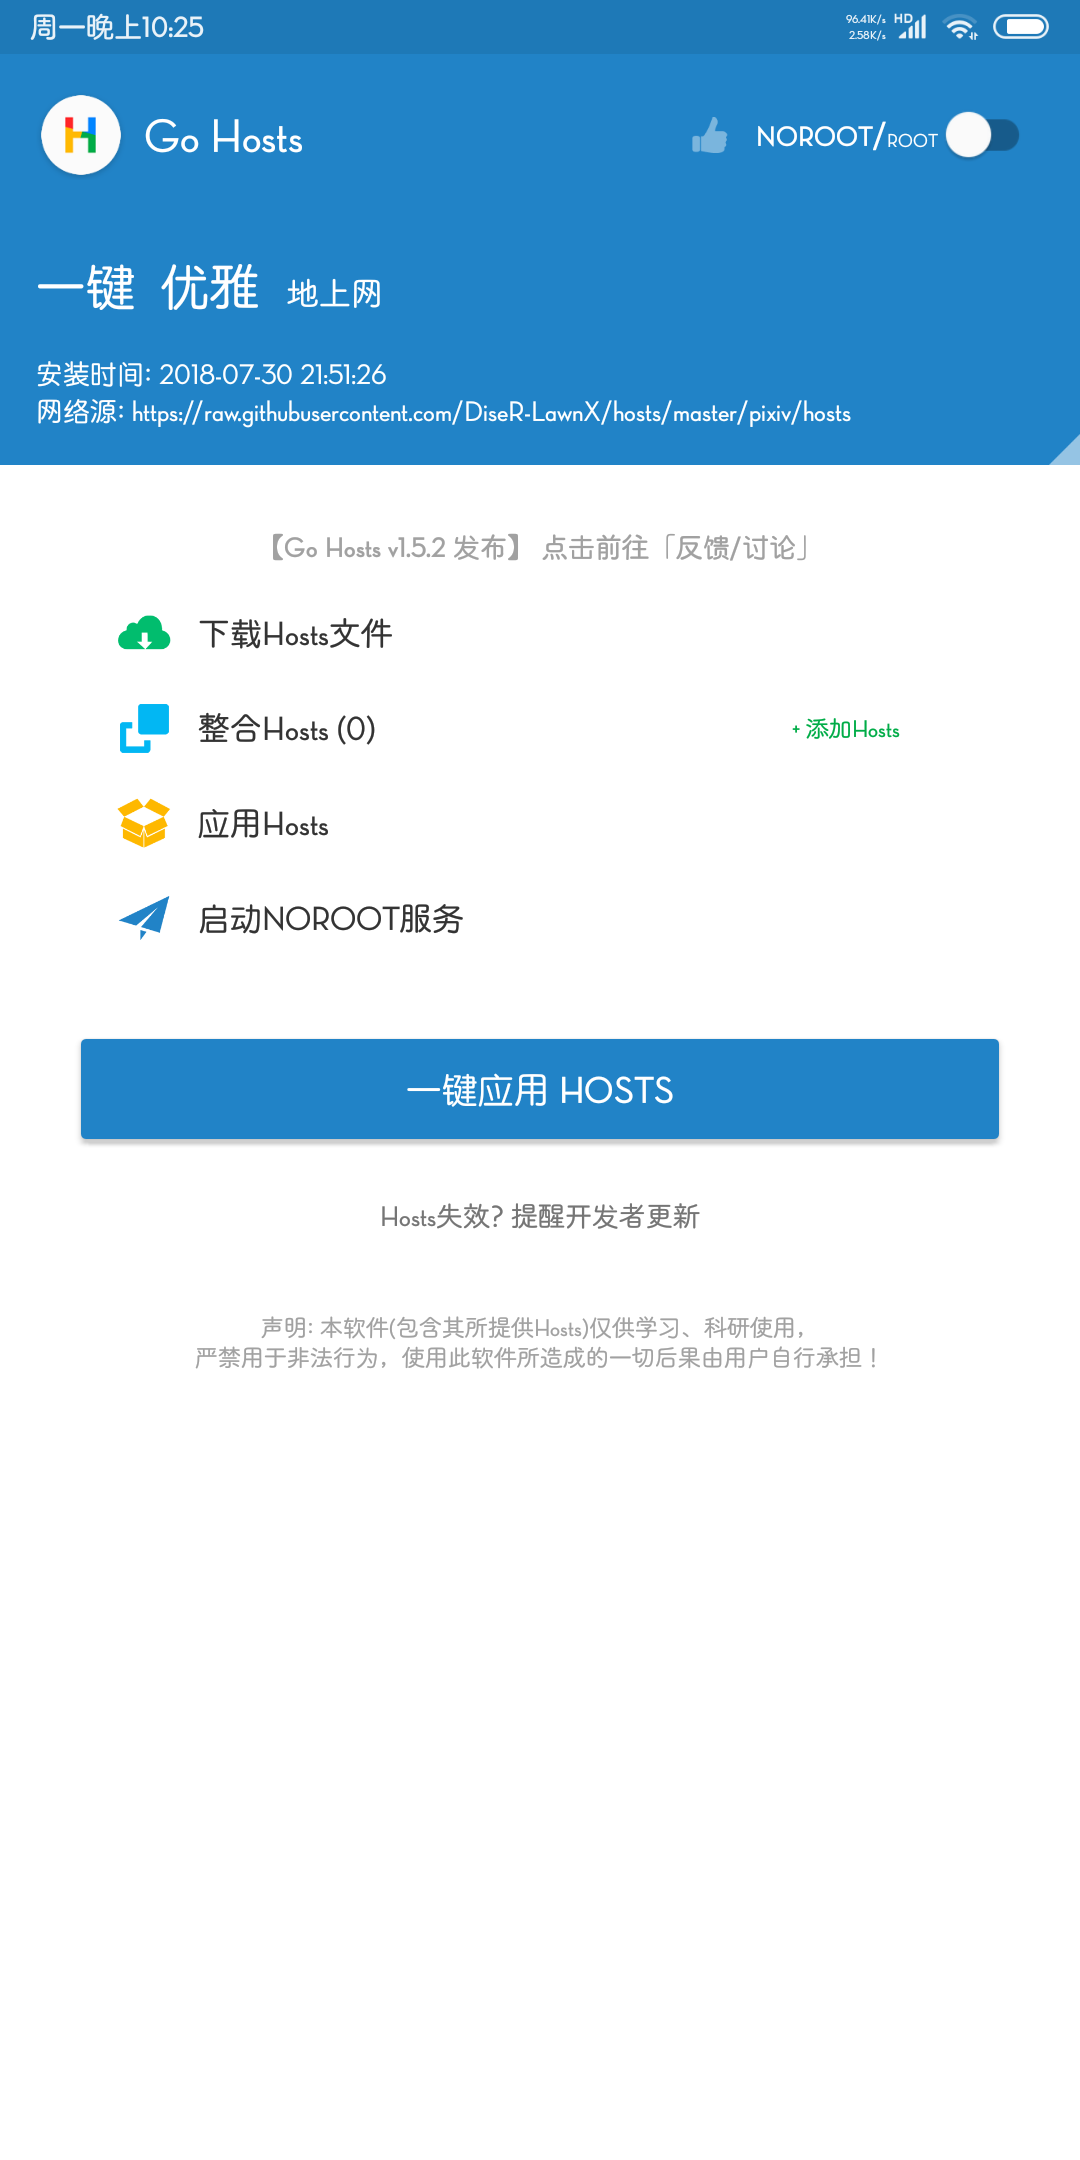 周一晚上10:25
96.41K/s
2.58K/s
HD
H
Go Hosts
NOROOT/ROOT
一键 优雅 地上网
安装时间: 2018-07-30 21:51:26
网络源: https://raw.githubusercontent.com/DiseR-LawnX/hosts/master/pixiv/hosts
【Go Hosts v1.5.2 发布】 点击前往「反馈/讨论」
下载Hosts文件
整合Hosts (0)
+ 添加Hosts
应用Hosts
启动NOROOT服务
一键应用 HOSTS
Hosts失效? 提醒开发者更新
声明: 本软件(包含其所提供Hosts)仅供学习、科研使用,
严禁用于非法行为，使用此软件所造成的一切后果由用户自行承担！